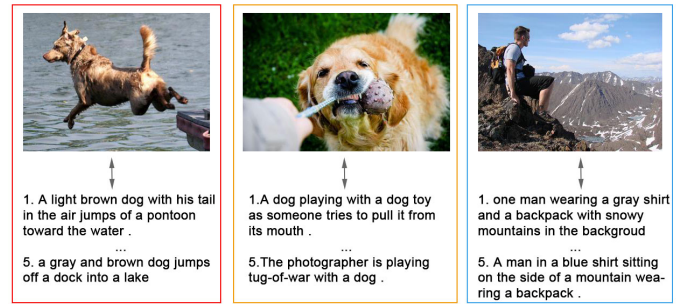 1. A light brown dog with his tail
in the air jumps of a pontoon
toward the water .
...
5. a gray and brown dog jumps
off a dock into a lake
1.A dog playing with a dog toy
as someone tries to pull it from
its mouth .
...
5.The photographer is playing
tug-of-war with a dog .
1. one man wearing a gray shirt
and a backpack with snowy
mountains in the backgroud
...
5. A man in a blue shirt sitting
on the side of a mountain wea-
ring a backpack .